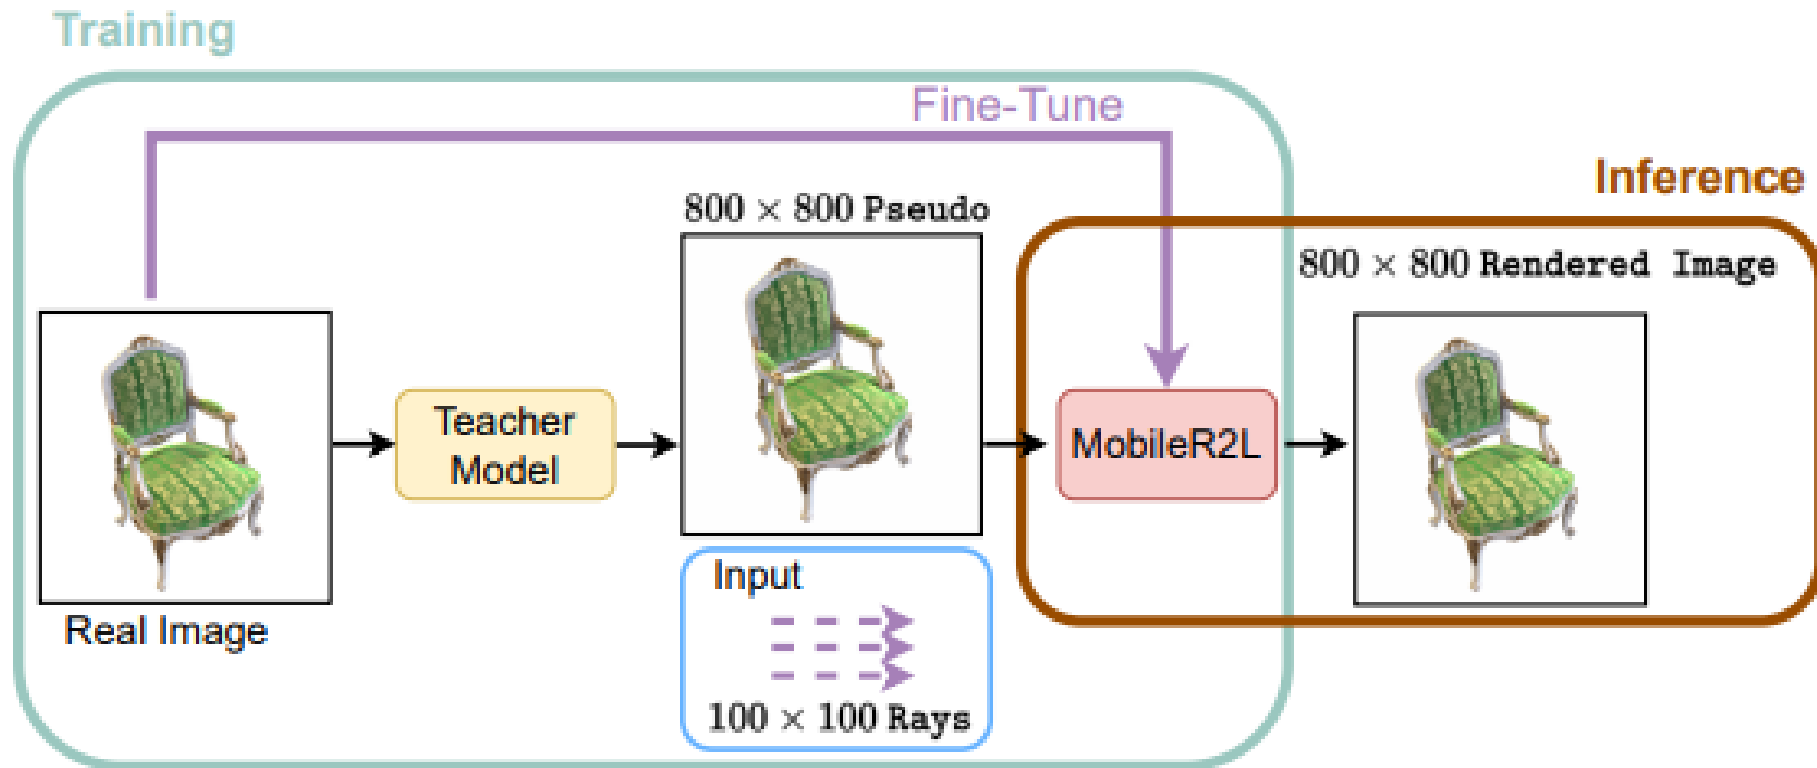 Training
Fine-Tune
Inference
800 × 800 Pseudo
800 × 800 Rendered Image
Teacher
Model
MobileR2L
Real Image
Input
100 × 100 Rays